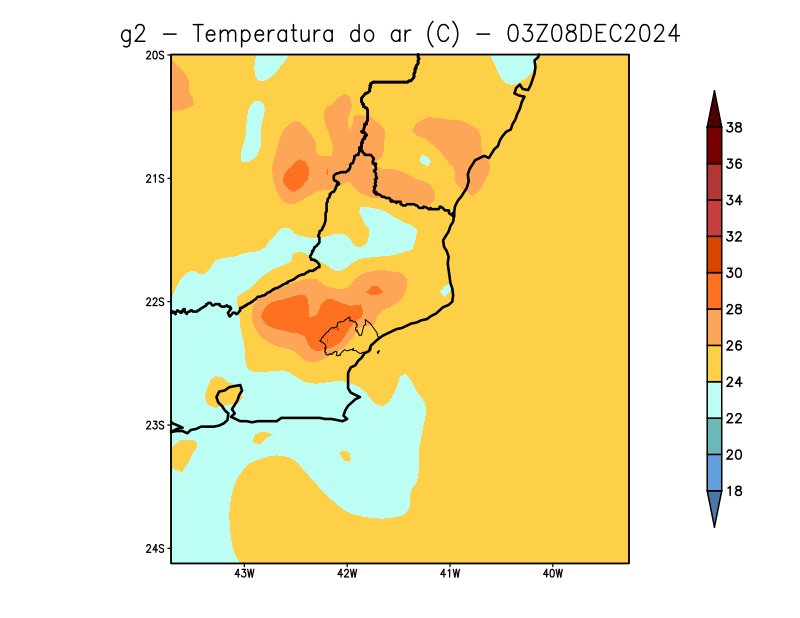 g2 – Temperatura do ar (C) – 03Z08DEC2024
20S
21S
22S
23S
24S
43W
42W
41W
40W
38
36
34
32
30
28
26
24
22
20
18